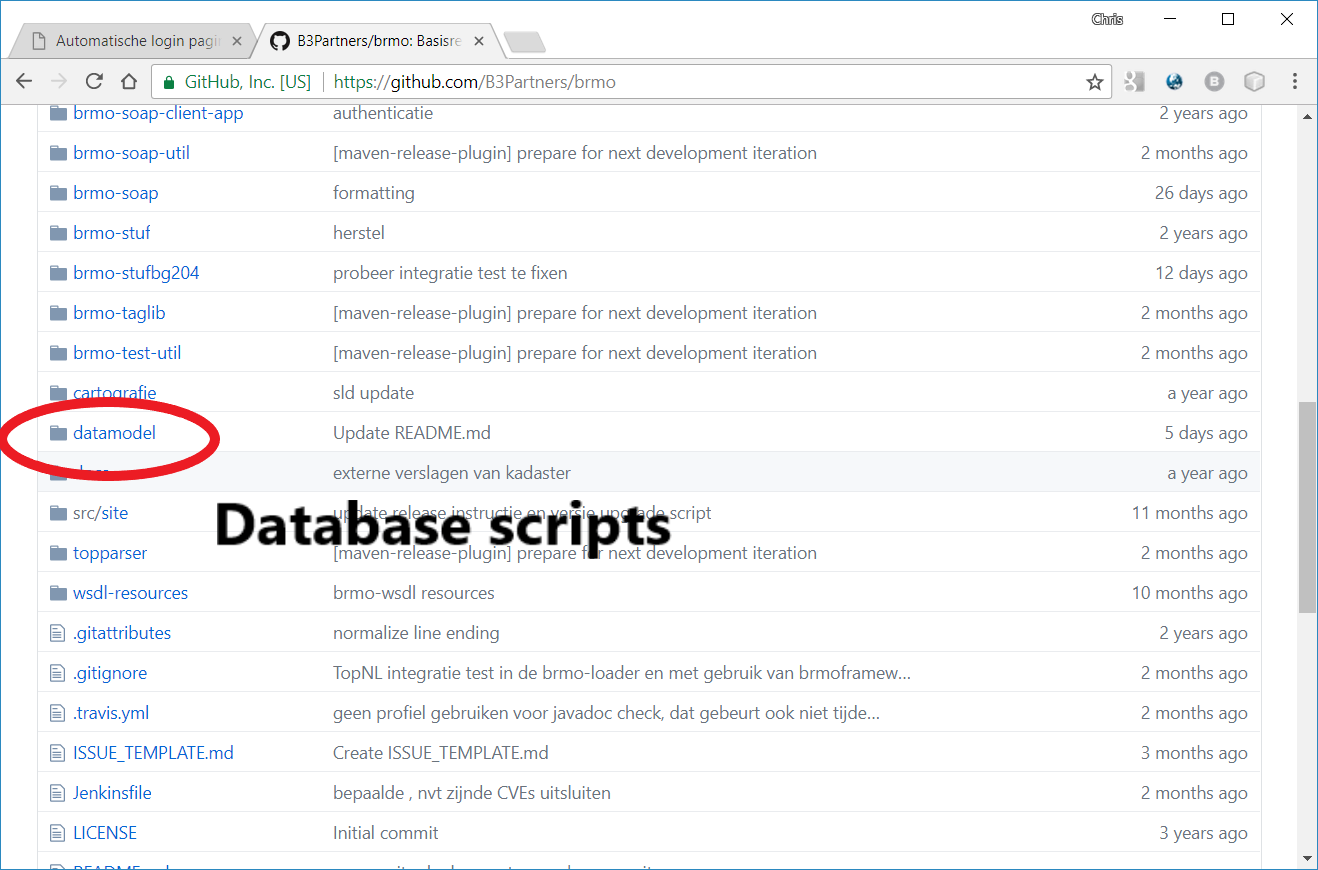 Chris
Automatische login pagi
B3Partners/brmo: Basisre
GitHub, Inc. [US]
https://github.com/B3Partners/brmo
brmo-soap-client-app authenticatie 2 years ago
brmo-soap-util [maven-release-plugin] prepare for next development iteration 2 months ago
brmo-soap formatting 26 days ago
brmo-stuf herstel 2 years ago
brmo-stufbg204 probeer integratie test te fixen 12 days ago
brmo-taglib [maven-release-plugin] prepare for next development iteration 2 months ago
brmo-test-util [maven-release-plugin] prepare for next development iteration 2 months ago
cartografie sld update a year ago
datamodel Update README.md 5 days ago
externe verslagen van kadaster a year ago
src/site update release instructie en versie upgrade script 11 months ago
Database scripts
topparser [maven-release-plugin] prepare for next development iteration 2 months ago
wsdl-resources brmo-wsdl resources 10 months ago
.gitattributes normalize line ending 2 years ago
.gitignore TopNL integratie test in de brmo-loader en met gebruik van brmoframew... 2 months ago
.travis.yml geen profiel gebruiken voor javadoc check, dat gebeurt ook niet tijde... 2 months ago
ISSUE_TEMPLATE.md Create ISSUE_TEMPLATE.md 3 months ago
Jenkinsfile bepaalde , nvt zijnde CVEs uitsluiten 2 months ago
LICENSE Initial commit 3 years ago